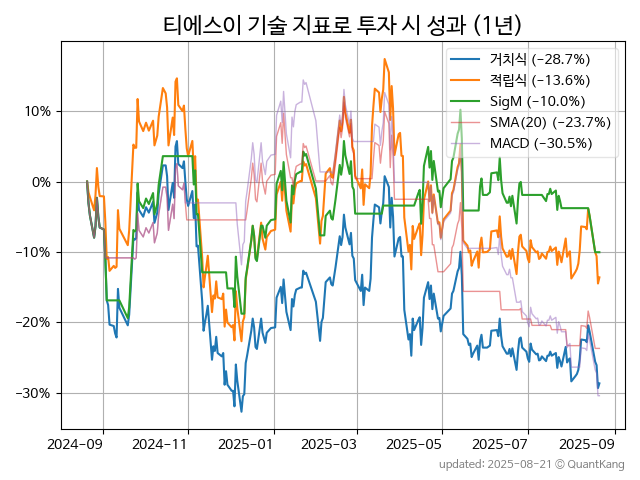 티에스이 기술 지표로 투자 시 성과 (1년)
거치식 (−28.7%)
적립식 (−13.6%)
SigM (−10.0%)
SMA(20) (−23.7%)
MACD (−30.5%)
10%
0%
−10%
−20%
−30%
2024−09 2024−11 2025−01 2025−03 2025−05 2025−07 2025−09
updated: 2025-08-21 © QuantKang